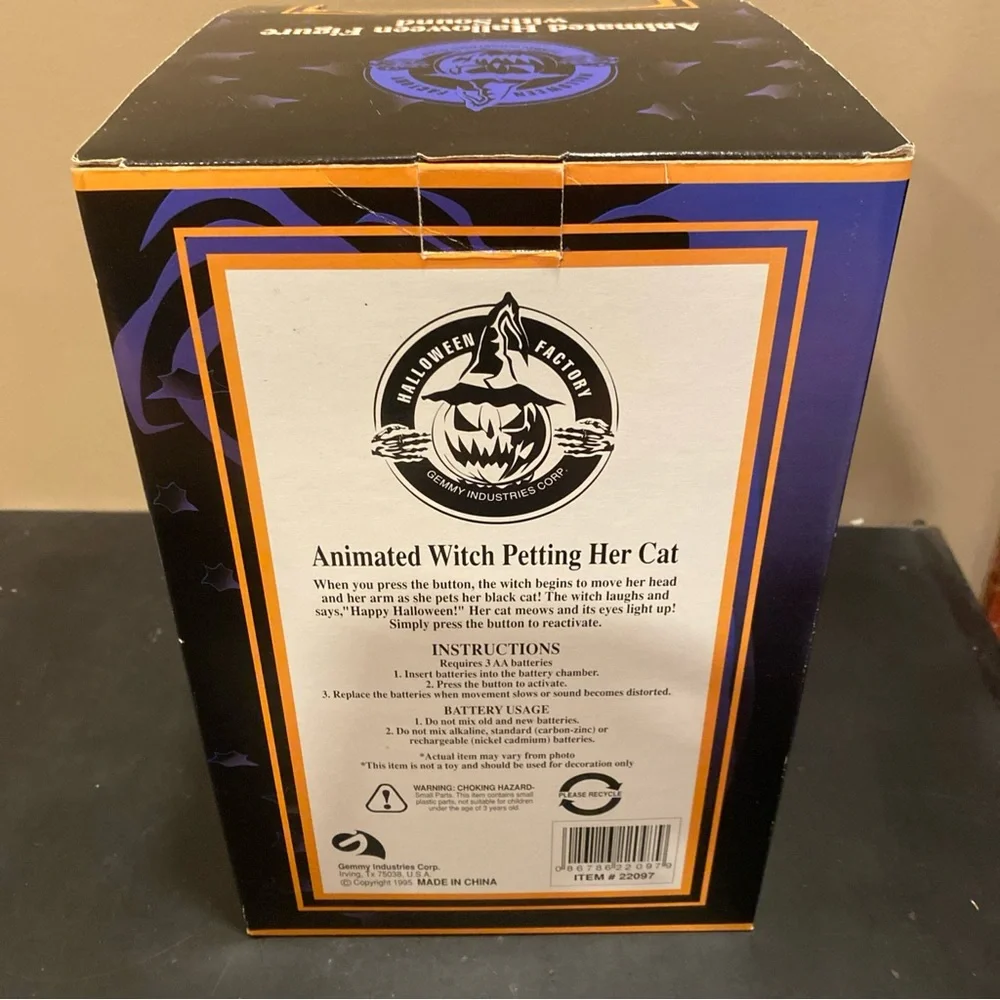 Animated Halloween Figure
with Sound
HALLOWEEN FACTORY
HALLOWEEN FACTORY
GEMMY INDUSTRIES CORP.
Animated Witch Petting Her Cat
When you press the button, the witch begins to move her head
and her arm as she pets her black cat! The witch laughs and
says,"Happy Halloween!" Her cat meows and its eyes light up!
Simply press the button to reactivate.
INSTRUCTIONS
Requires 3 AA batteries
1. Insert batteries into the battery chamber.
2. Press the button to activate.
3. Replace the batteries when movement slows or sound becomes distorted.
BATTERY USAGE
1. Do not mix old and new batteries.
2. Do not mix alkaline, standard (carbon-zinc) or
rechargeable (nickel cadmium) batteries.
*Actual item may vary from photo
*This item is not a toy and should be used for decoration only
WARNING: CHOKING HAZARD-
Small Parts. This item contains small
plastic parts, not suitable for children
under the age of 3 years old.
PLEASE RECYCLE
Gemmy Industries Corp.
Irving, Tx 75038, U.S.A.
© Copyright 1995 MADE IN CHINA
0 86786 22097 9
ITEM # 22097